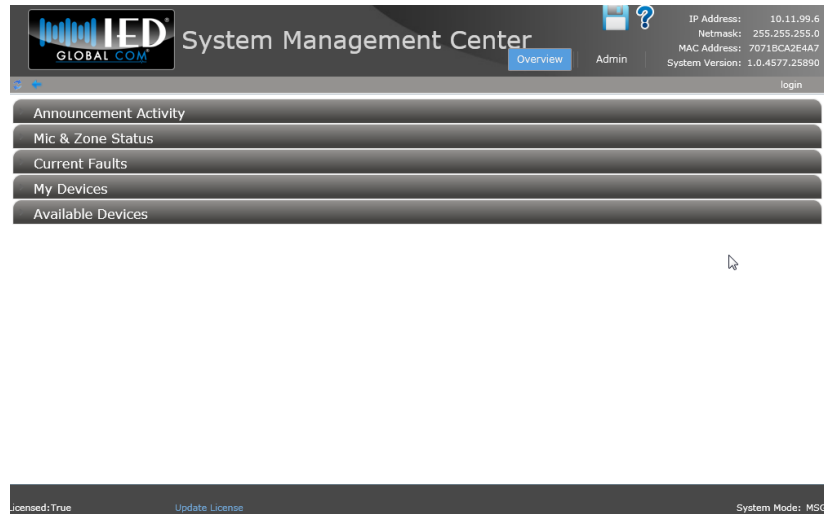 IED®
GLOBAL COM®
System Management Center
Overview
Admin
IP Address: 10.11.99.6
Netmask: 255.255.255.0
MAC Address: 7071BCA2E4A7
System Version: 1.0.4577.25890
login
Announcement Activity
Mic & Zone Status
Current Faults
My Devices
Available Devices
icensed:True
Update License
System Mode: MSC